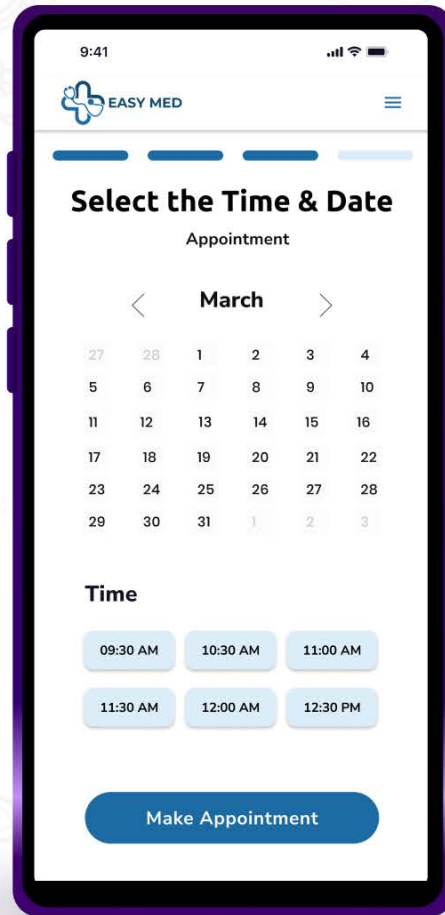 9:41
EASY MED
Select the Time & Date
Appointment
March
27 28 1 2 3 4
5 6 7 8 9 10
11 12 13 14 15 16
17 18 19 20 21 22
23 24 25 26 27 28
29 30 31 1 2 3
Time
09:30 AM 10:30 AM 11:00 AM
11:30 AM 12:00 AM 12:30 PM
Make Appointment